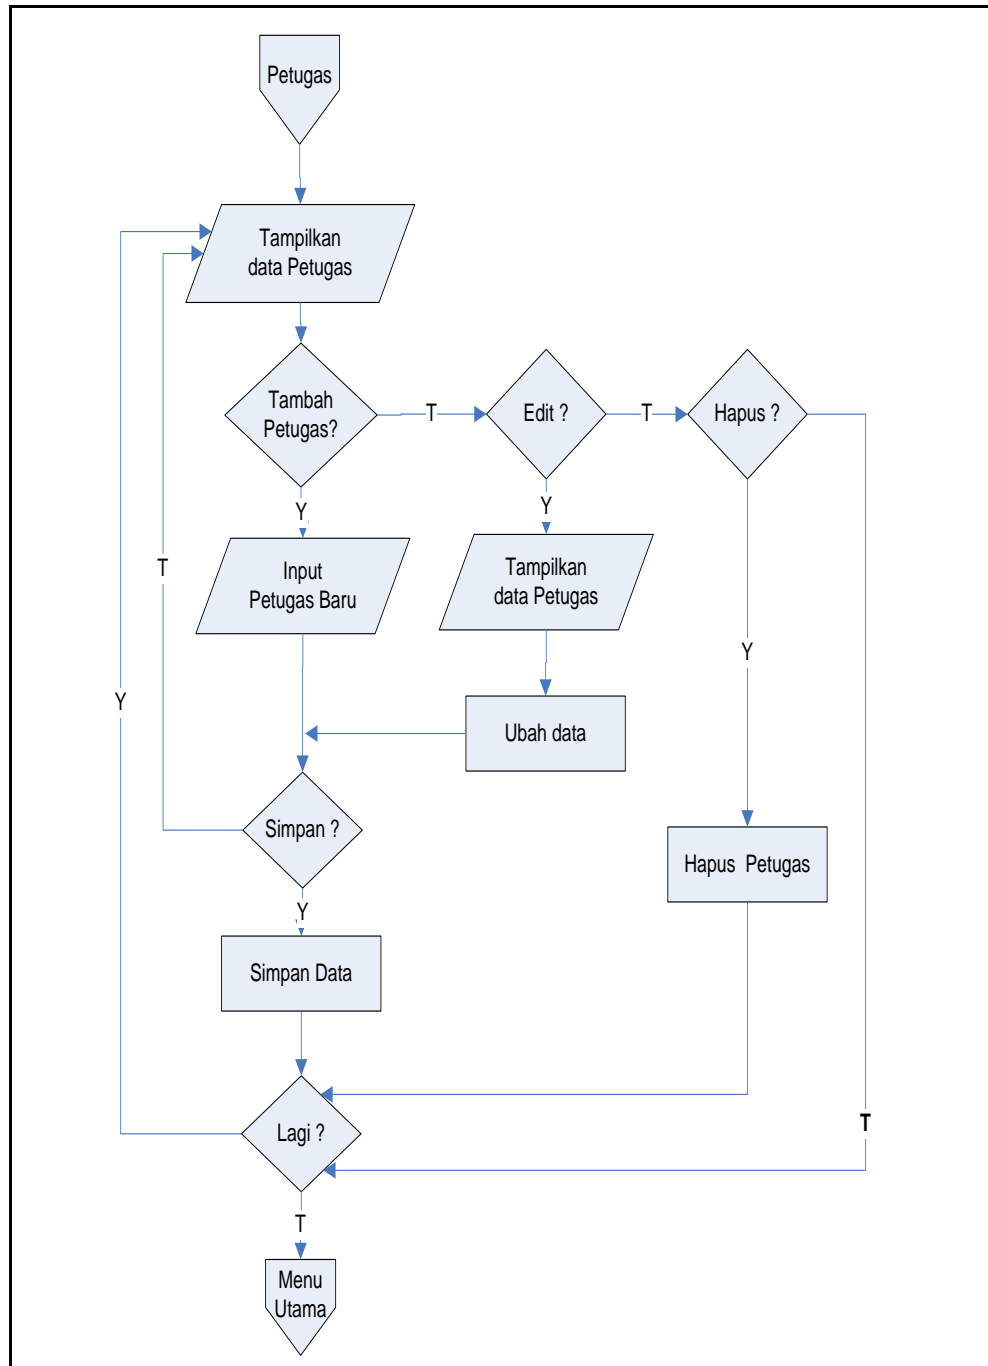 Petugas
Tampilkan
data Petugas
Tambah
Petugas?
T
Edit ?
T
Hapus ?
Y
Y
Input
Petugas Baru
Tampilkan
data Petugas
T
Y
Y
Ubah data
Simpan ?
Hapus Petugas
Y
Simpan Data
Lagi ?
T
T
Menu
Utama